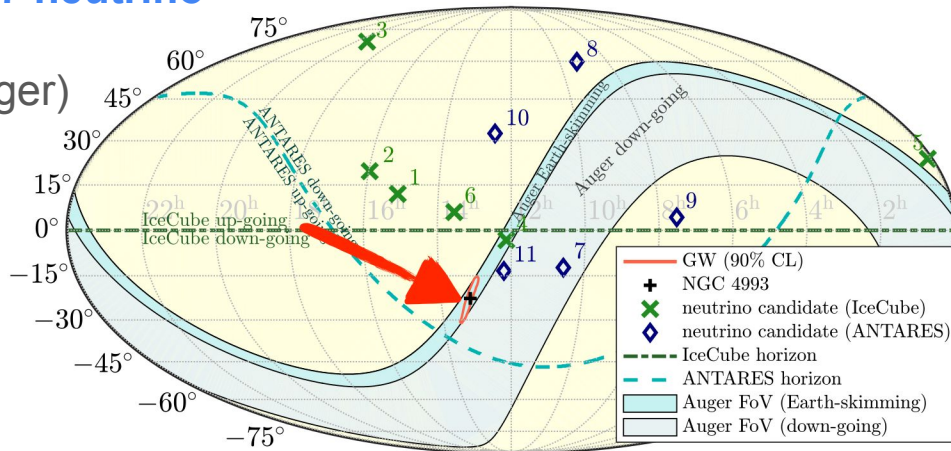 r neutrino
ger)
75°
60°
45°
30°
15°
0°
−15°
−30°
−45°
−60°
−75°
3
8
10
2
1
6
5
9
11
7
16h
12h
10h
6h
4h
2h
ANTARES down-going
ANTARES up-going
Auger Earth-skimming
Auger down-going
IceCube up-going
IceCube down-going
GW (90% CL)
NGC 4993
neutrino candidate (IceCube)
neutrino candidate (ANTARES)
IceCube horizon
ANTARES horizon
Auger FoV (Earth-skimming)
Auger FoV (down-going)